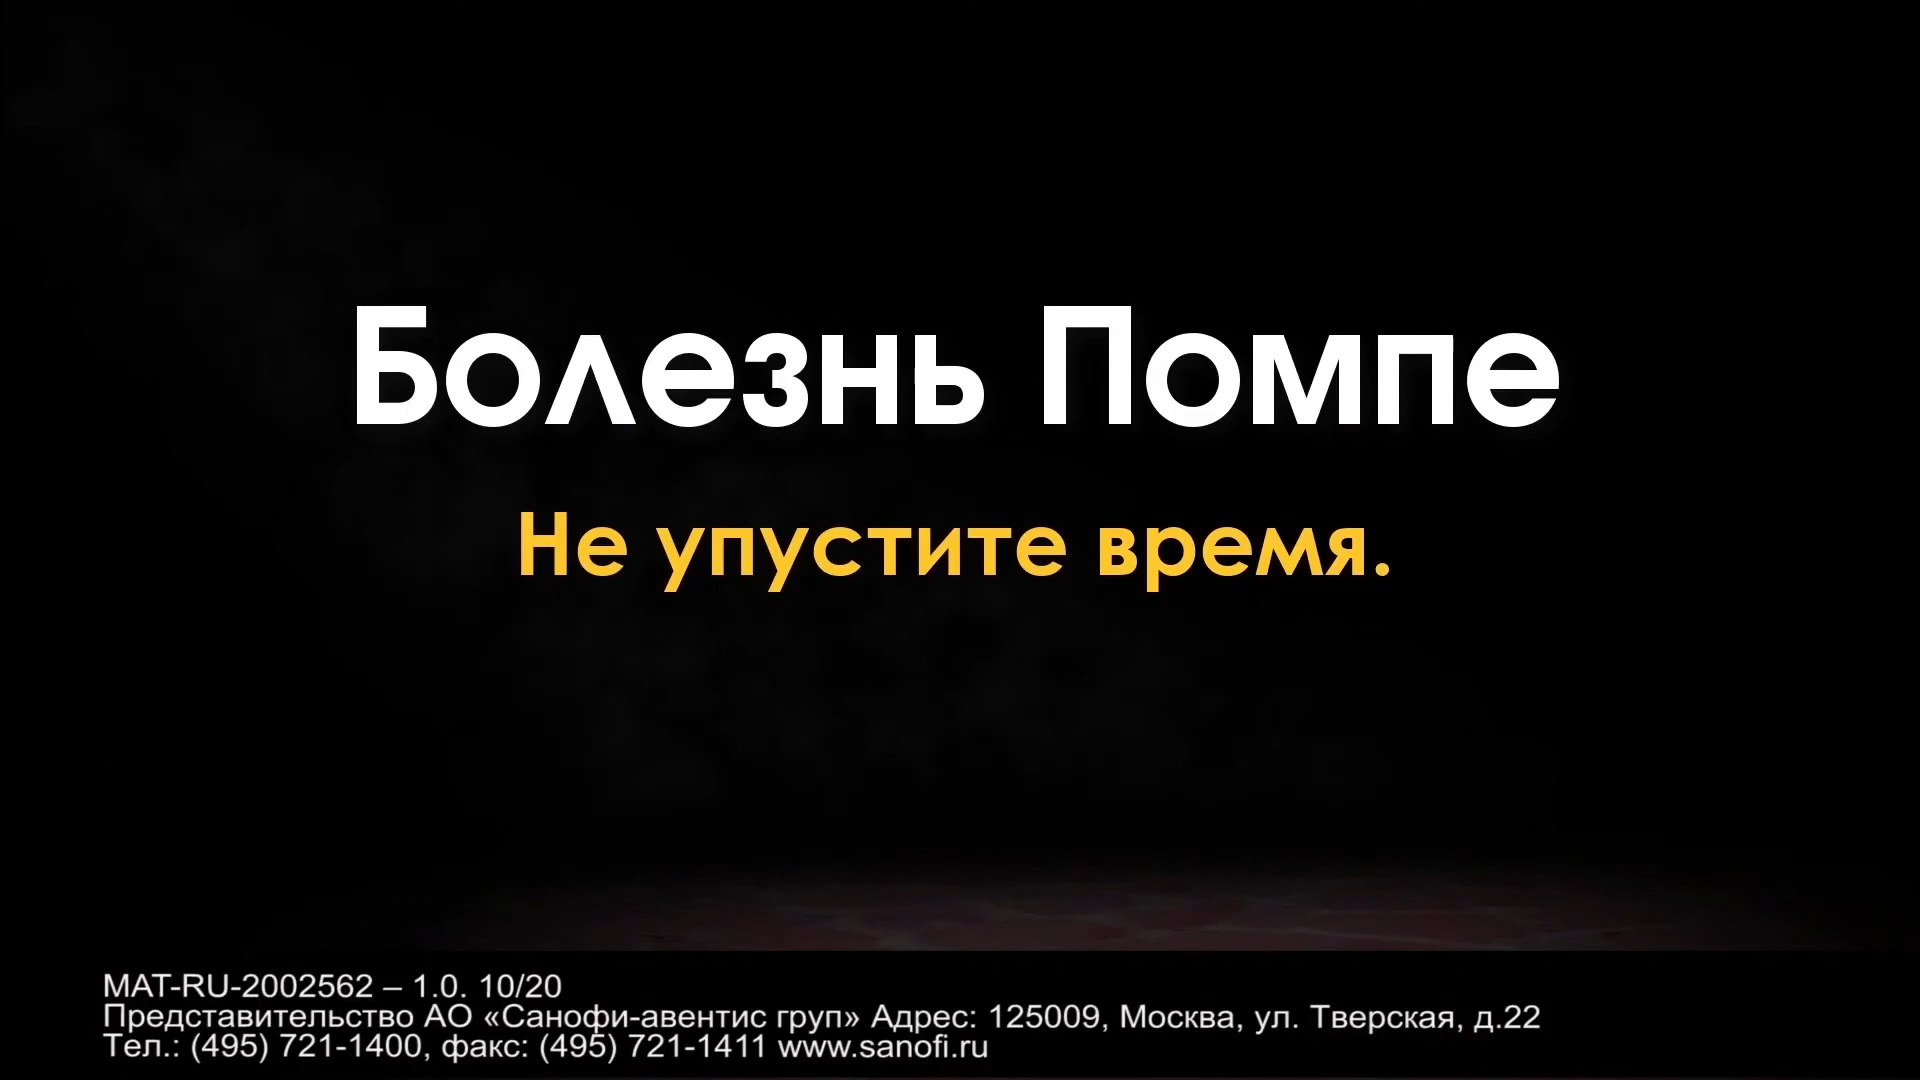 Болезнь Помпе
Не упустите время.
MAT-RU-2002562 – 1.0. 10/20
Представительство АО «Санофи-авентис груп» Адрес: 125009, Москва, ул. Тверская, д.22
Тел.: (495) 721-1400, факс: (495) 721-1411 www.sanofi.ru